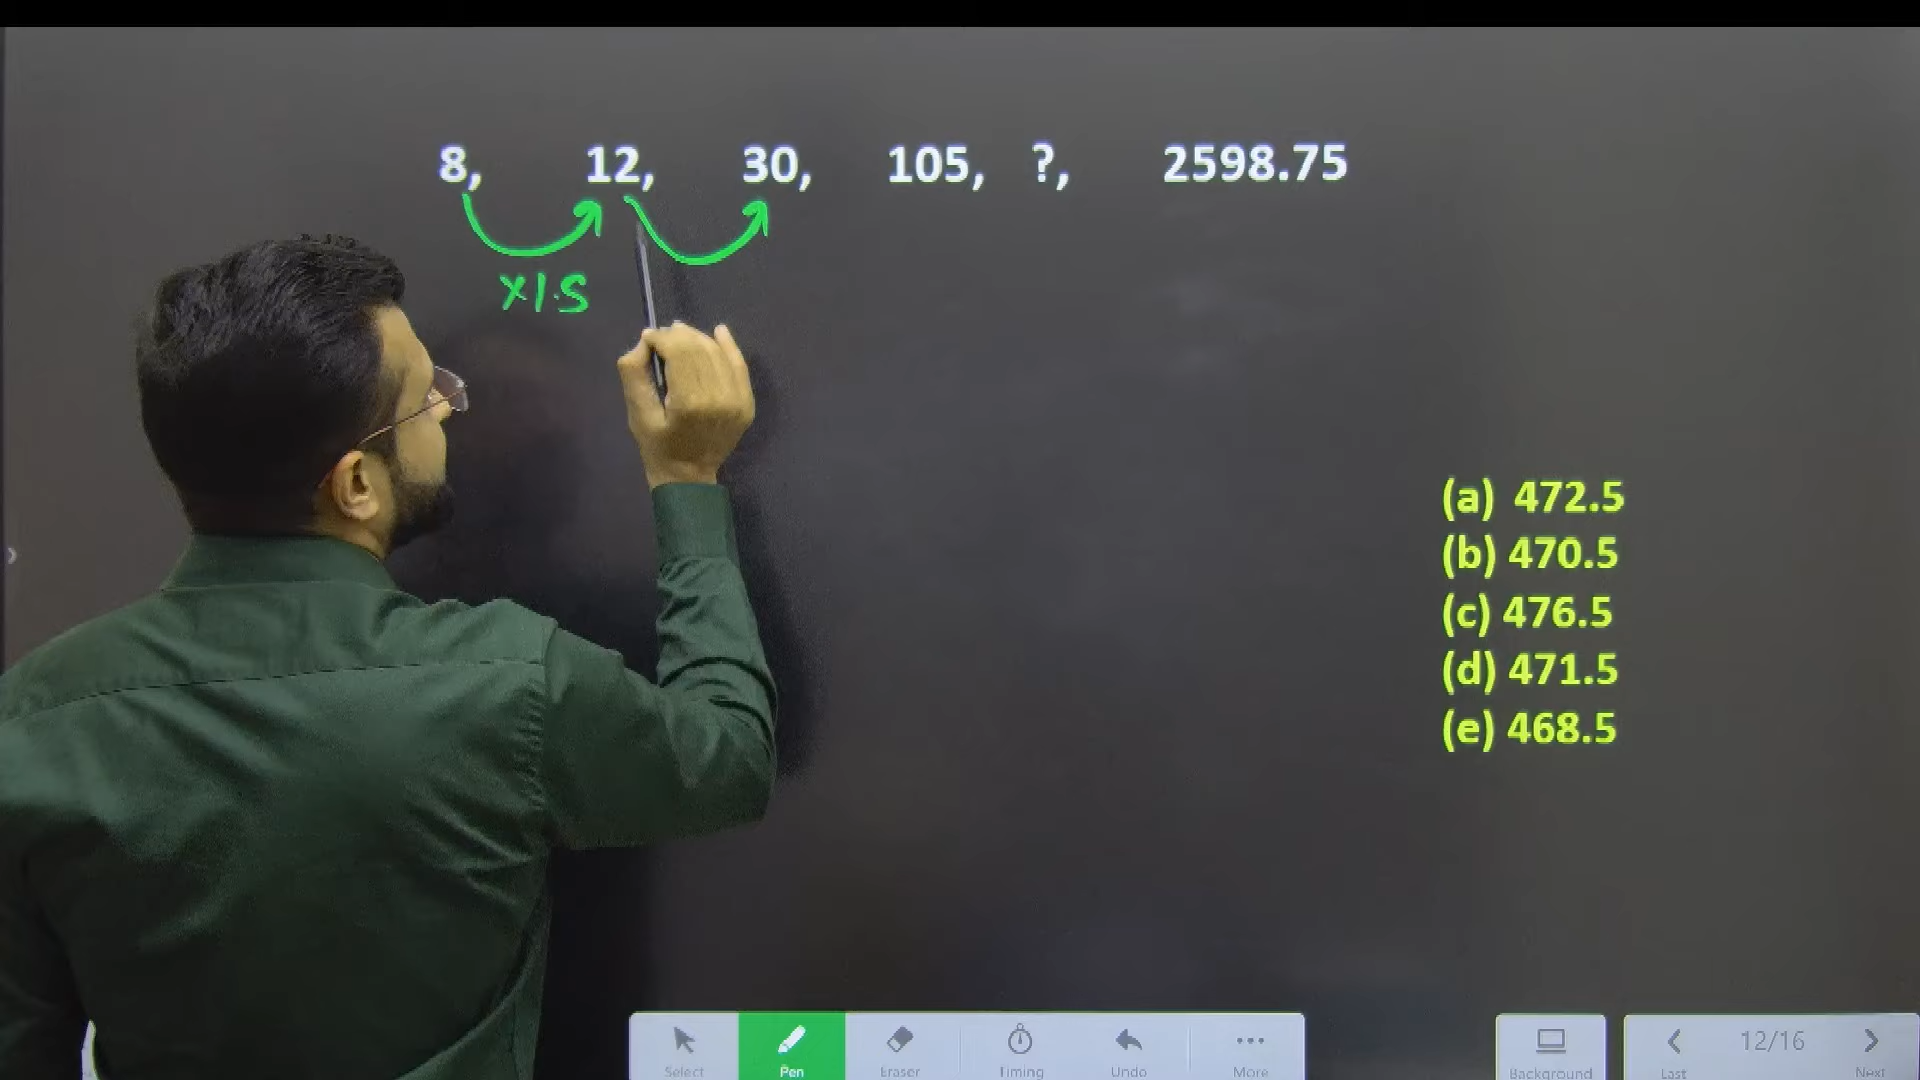 8, 12, 30, 105, ?, 2598.75
×1.5
(a) 472.5
(b) 470.5
(c) 476.5
(d) 471.5
(e) 468.5
Select Pen Eraser Timing Undo More Background Last 12/16 Next